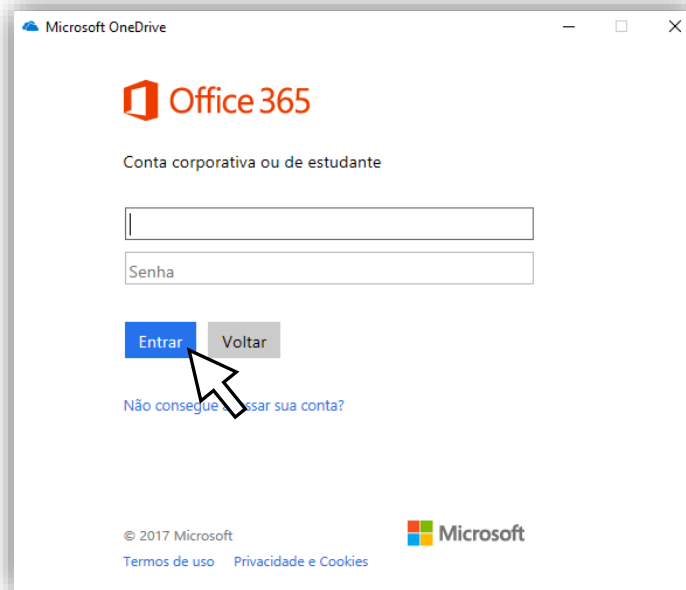 Microsoft OneDrive
Office 365
Conta corporativa ou de estudante
Senha
Entrar Voltar
Não consegue sua conta?
© 2017 Microsoft
Microsoft
Termos de uso Privacidade e Cookies